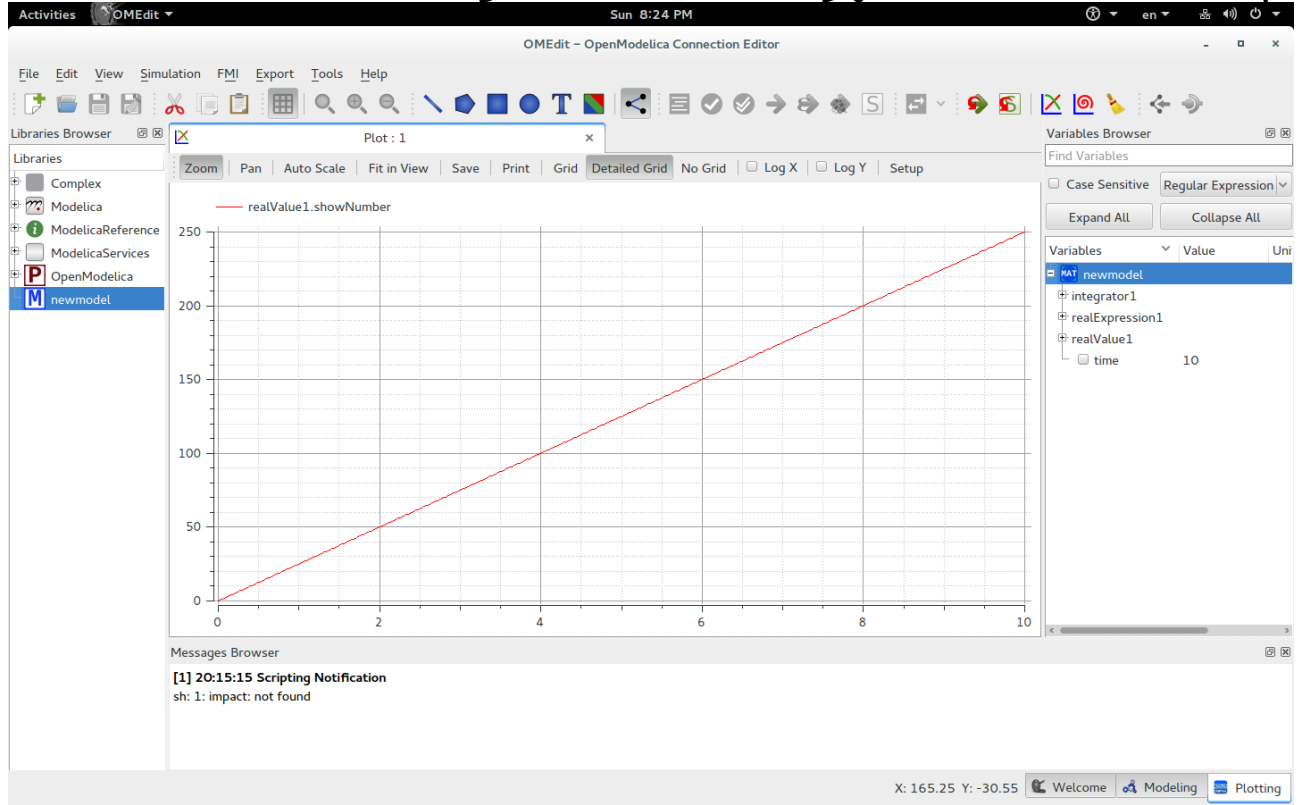 Activities OMEdit en Sun 8:24 PM
OMEdit – OpenModelica Connection Editor
File Edit View Simulation FMI Export Tools Help
Libraries Browser
Libraries
Complex
Modelica
ModelicaReference
ModelicaServices
P OpenModelica
M newmodel
Plot : 1
Zoom Pan Auto Scale Fit in View Save Print Grid Detailed Grid No Grid Log X Log Y Setup
realValue1.showNumber
250
200
150
100
50
0
0 2 4 6 8 10
Variables Browser
Find Variables
Case Sensitive Regular Expression
Expand All Collapse All
Variables Value Uni
MAT newmodel
integrator1
realExpression1
realValue1
time 10
Messages Browser
[1] 20:15:15 Scripting Notification
sh: 1: impact: not found
X: 165.25 Y: -30.55 Welcome Modeling Plotting